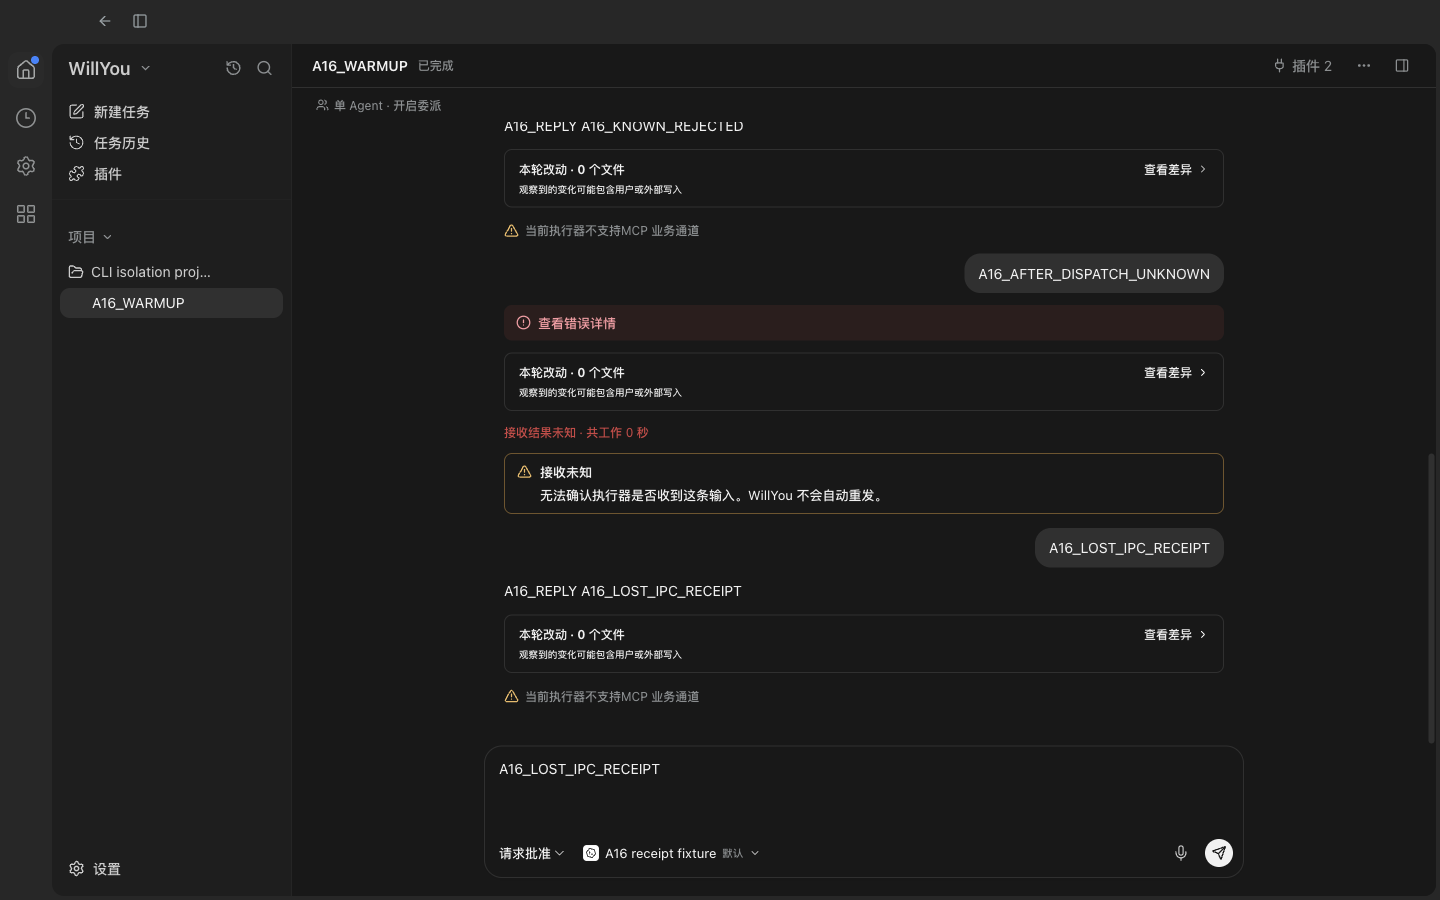 WillYou
新建任务
任务历史
插件
项目
CLI isolation proj...
A16_WARMUP
设置
A16_WARMUP 已完成
插件 2
单 Agent · 开启委派
A16_REPLY A16_KNOWN_REJECTED
本轮改动 · 0 个文件 查看差异
观察到的变化可能包含用户或外部写入
当前执行器不支持MCP 业务通道
A16_AFTER_DISPATCH_UNKNOWN
查看错误详情
本轮改动 · 0 个文件 查看差异
观察到的变化可能包含用户或外部写入
接收结果未知 · 共工作 0 秒
接收未知
无法确认执行器是否收到这条输入。WillYou 不会自动重发。
A16_LOST_IPC_RECEIPT
A16_REPLY A16_LOST_IPC_RECEIPT
本轮改动 · 0 个文件 查看差异
观察到的变化可能包含用户或外部写入
当前执行器不支持MCP 业务通道
A16_LOST_IPC_RECEIPT
请求批准 A16 receipt fixture 默认